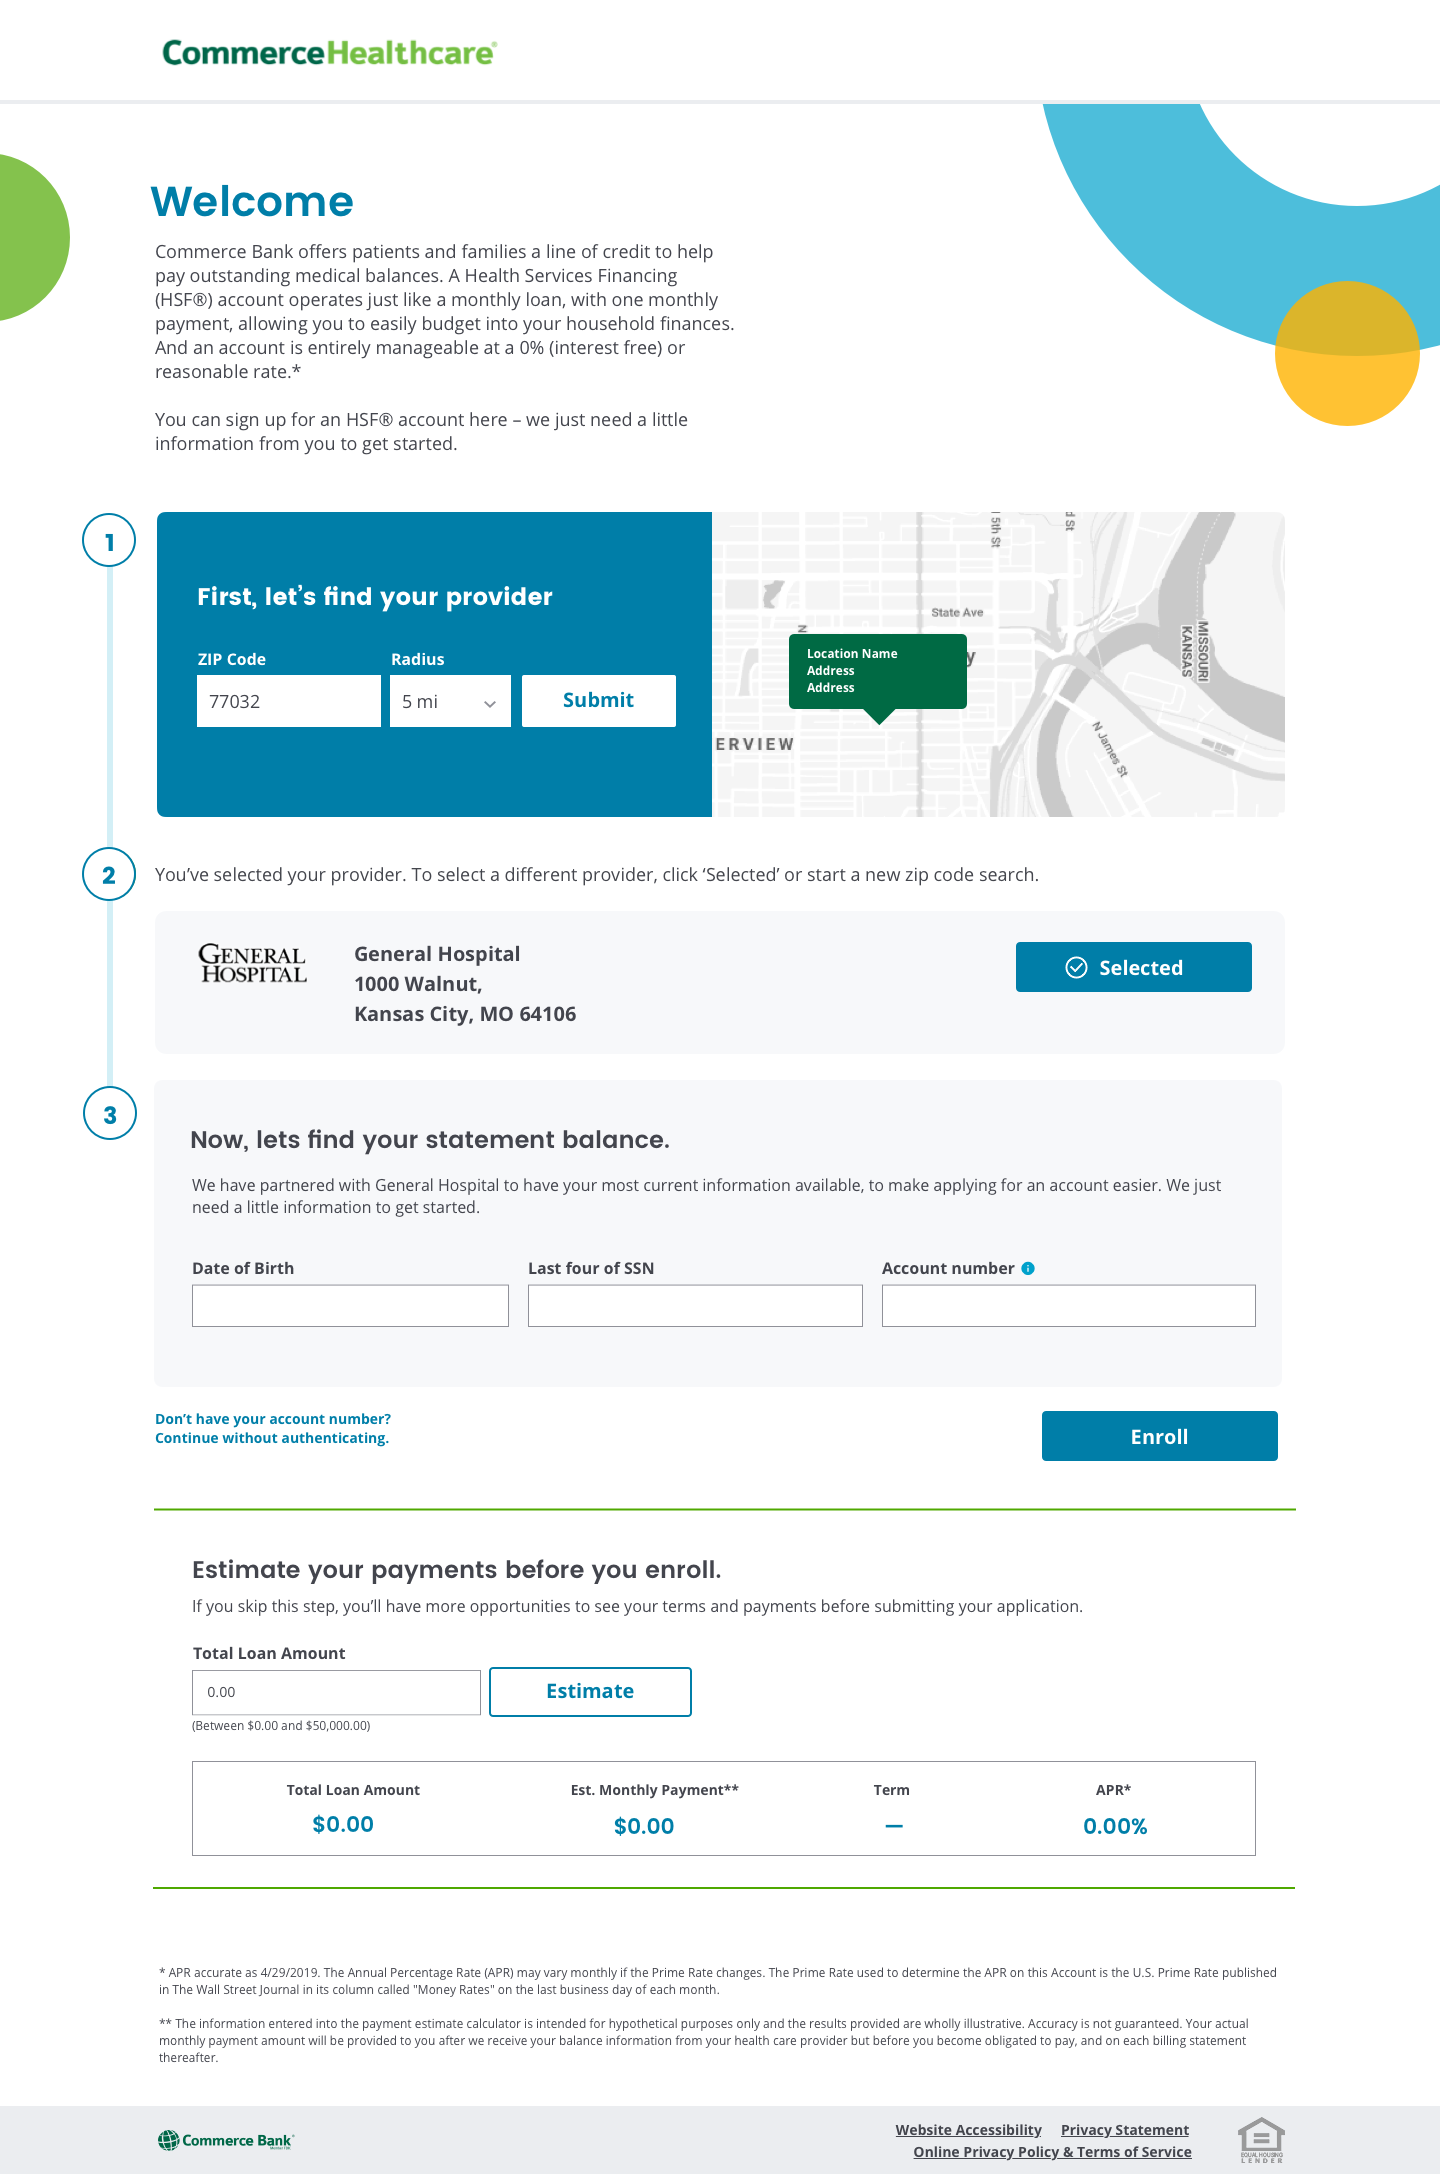 CommerceHealthcare®
Welcome
Commerce Bank offers patients and families a line of credit to help
pay outstanding medical balances. A Health Services Financing
(HSF®) account operates just like a monthly loan, with one monthly
payment, allowing you to easily budget into your household finances.
And an account is entirely manageable at a 0% (interest free) or
reasonable rate.*
You can sign up for an HSF® account here – we just need a little
information from you to get started.
1
First, let's find your provider
ZIP Code Radius
77032 5 mi Submit
5th St
d St
State Ave
N
Location Name
Address
Address
y
MISSOURI
KANSAS
ERVIEW
N James St
2
You've selected your provider. To select a different provider, click 'Selected' or start a new zip code search.
GENERAL
HOSPITAL
General Hospital
1000 Walnut,
Kansas City, MO 64106
Selected
3
Now, lets find your statement balance.
We have partnered with General Hospital to have your most current information available, to make applying for an account easier. We just
need a little information to get started.
Date of Birth Last four of SSN Account number i
Don't have your account number?
Continue without authenticating.
Enroll
Estimate your payments before you enroll.
If you skip this step, you'll have more opportunities to see your terms and payments before submitting your application.
Total Loan Amount
0.00 Estimate
(Between $0.00 and $50,000.00)
Total Loan Amount Est. Monthly Payment** Term APR*
$0.00 $0.00 — 0.00%
* APR accurate as 4/29/2019. The Annual Percentage Rate (APR) may vary monthly if the Prime Rate changes. The Prime Rate used to determine the APR on this Account is the U.S. Prime Rate published
in The Wall Street Journal in its column called "Money Rates" on the last business day of each month.
** The information entered into the payment estimate calculator is intended for hypothetical purposes only and the results provided are wholly illustrative. Accuracy is not guaranteed. Your actual
monthly payment amount will be provided to you after we receive your balance information from your health care provider but before you become obligated to pay, and on each billing statement
thereafter.
Commerce Bank
Website Accessibility Privacy Statement
Online Privacy Policy & Terms of Service
EQUAL HOUSING
LENDER